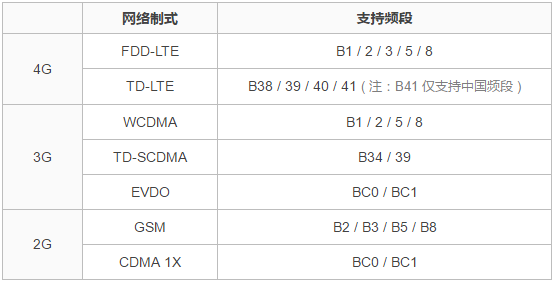 网络制式 支持频段
4G
FDD-LTE B1 / 2 / 3 / 5 / 8
TD-LTE B38 / 39 / 40 / 41 ( 注：B41 仅支持中国频段 )
3G
WCDMA B1 / 2 / 5 / 8
TD-SCDMA B34 / 39
EVDO BC0 / BC1
2G
GSM B2 / B3 / B5 / B8
CDMA 1X BC0 / BC1